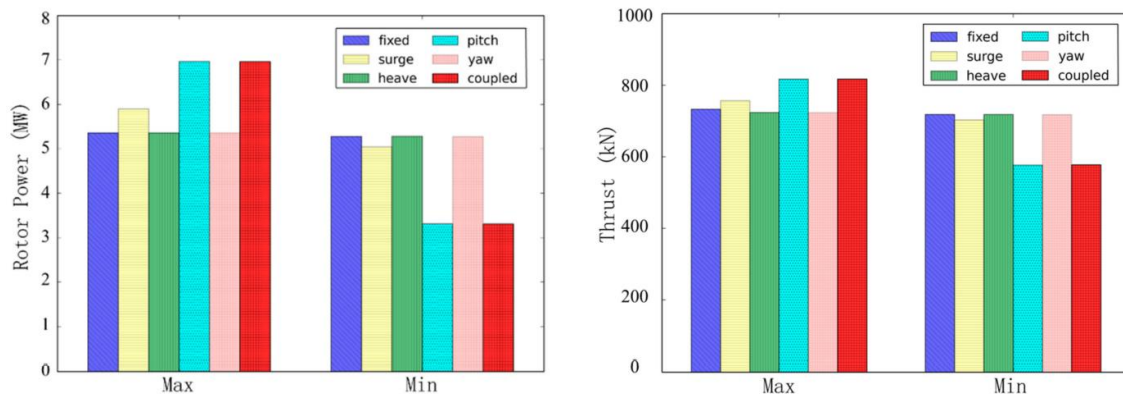 8
7
6
5
4
3
2
1
0
Rotor Power (MW)
fixed
surge
heave
pitch
yaw
coupled
Max
Min
1000
800
600
400
200
0
Thrust (kN)
fixed
surge
heave
pitch
yaw
coupled
Max
Min